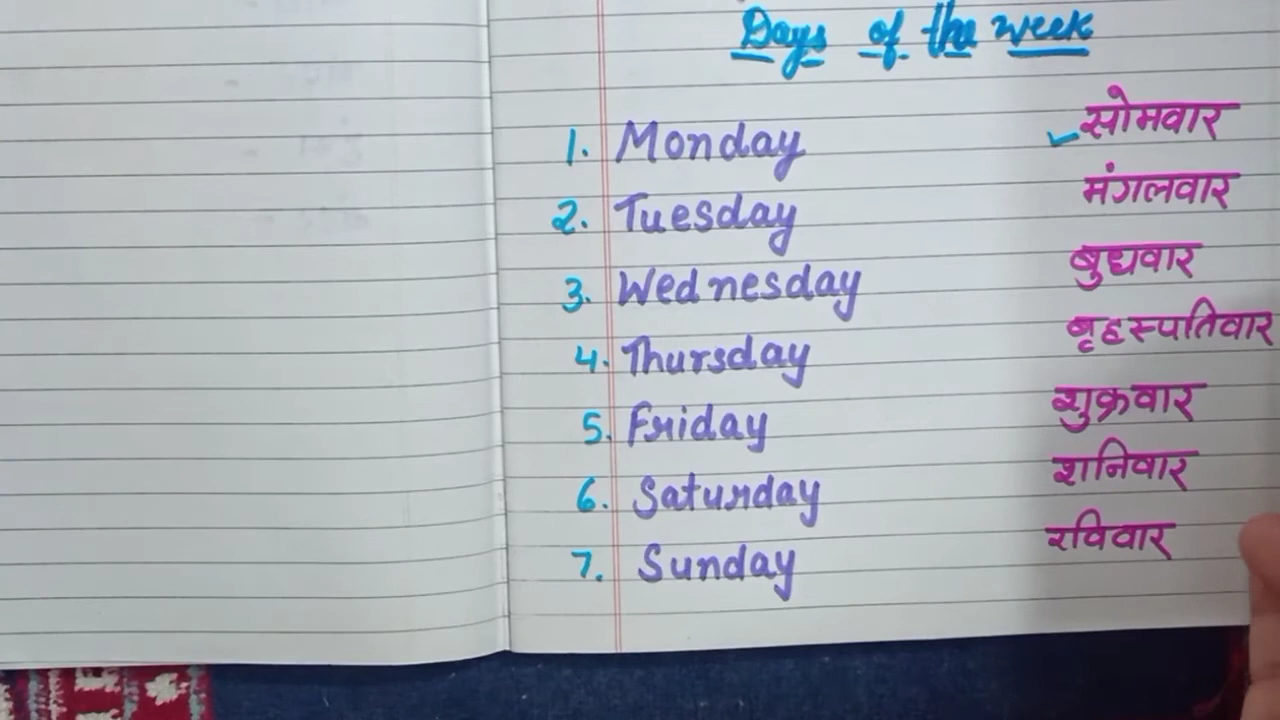 Days of the week
1. Monday सोमवार
2. Tuesday मंगलवार
3. Wednesday बुधवार
4. Thursday बृहस्पतिवार
5. Friday शुक्रवार
6. Saturday शनिवार
7. Sunday रविवार